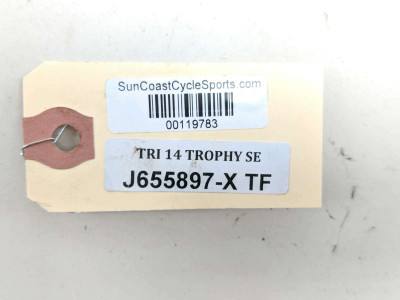 SunCoastCycleSports.com
00119783
TRI 14 TROPHY SE
J655897-X TF